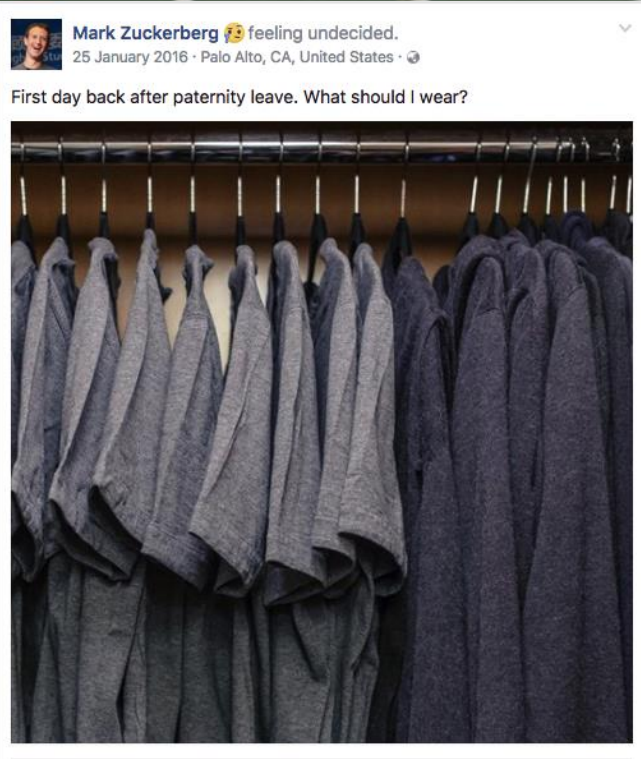 Mark Zuckerberg 🤔 feeling undecided.
25 January 2016 · Palo Alto, CA, United States ·
First day back after paternity leave. What should I wear?